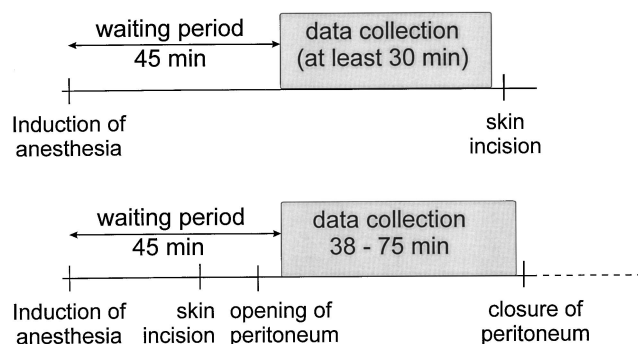 waiting period
45 min
data collection
(at least 30 min)
Induction of
anesthesia
skin
incision
waiting period
45 min
data collection
38 - 75 min
Induction of
anesthesia
skin
incision
opening of
peritoneum
closure of
peritoneum